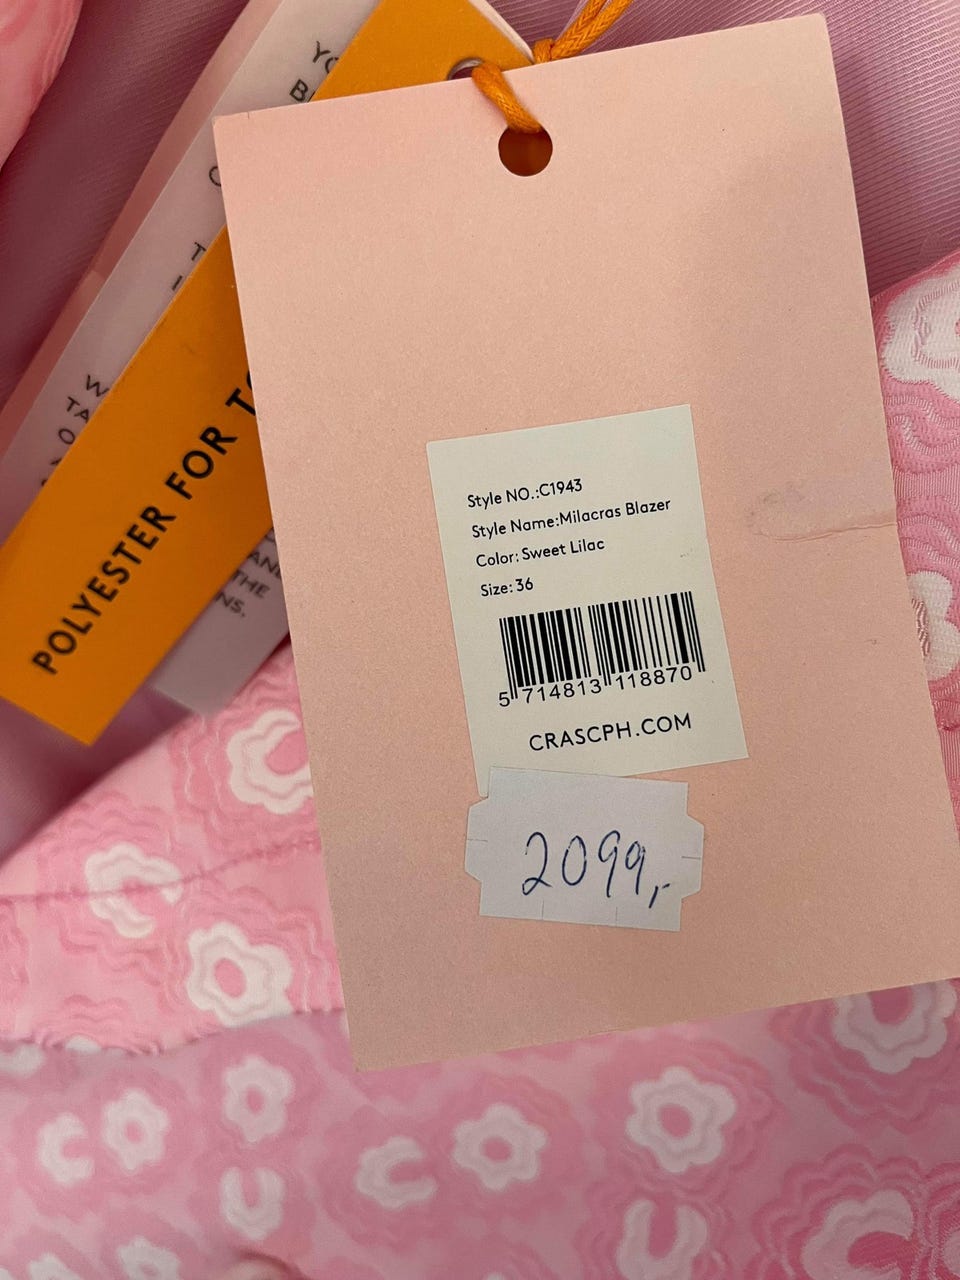 Style NO.:C1943
Style Name:Milacras Blazer
Color: Sweet Lilac
Size: 36
5 714813 118870
CRASCPH.COM
2099,-
POLYESTER FOR
THE